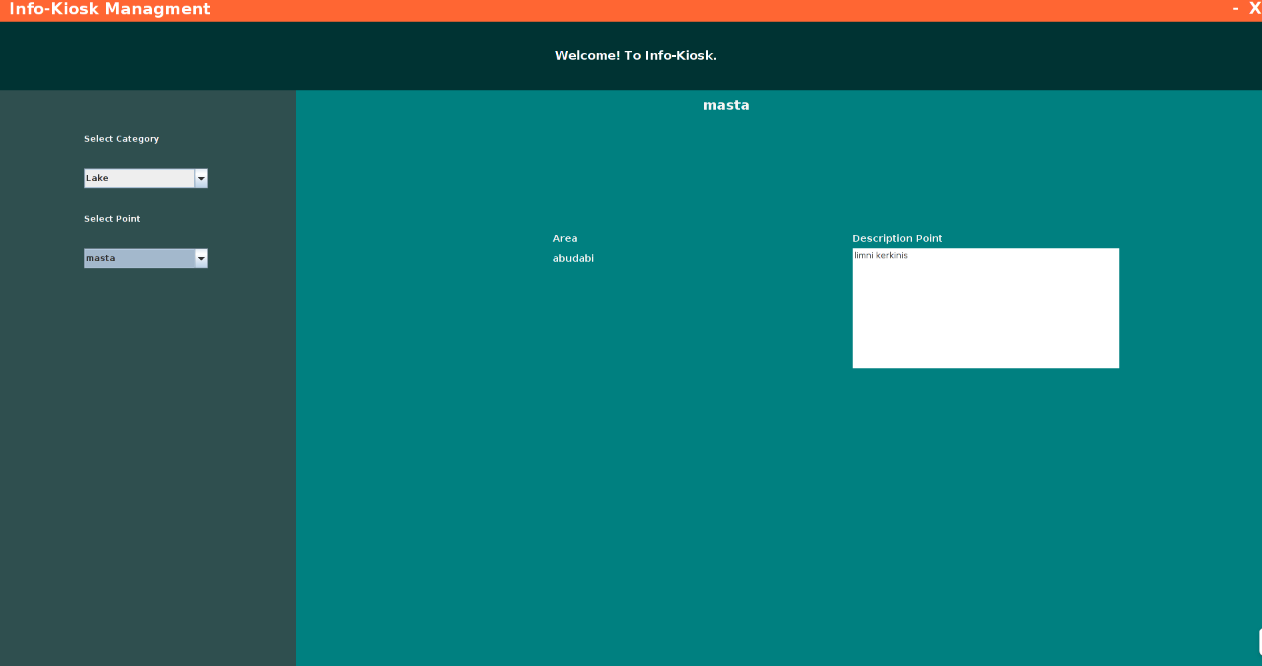 Info-Kiosk Managment
- X
Welcome! To Info-Kiosk.
masta
Select Category
Lake
Select Point
masta
Area
abudabi
Description Point
limni kerkinis